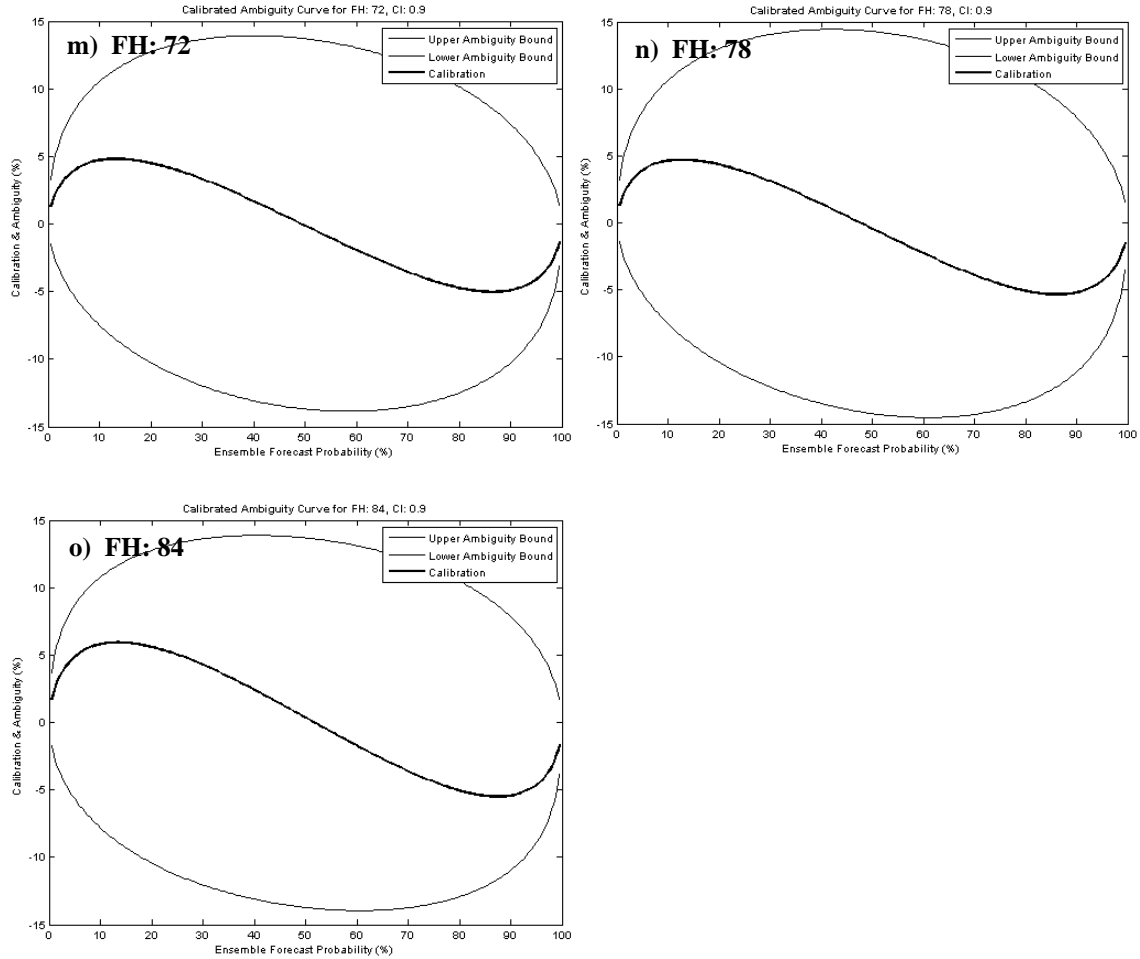 Calibrated Ambiguity Curve for FH: 72, CI: 0.9
m) FH: 72
Upper Ambiguity Bound
Lower Ambiguity Bound
Calibration
15
10
5
0
-5
-10
-15
Calibration & Ambiguity (%)
0 10 20 30 40 50 60 70 80 90 100
Ensemble Forecast Probability (%)
Calibrated Ambiguity Curve for FH: 78, CI: 0.9
n) FH: 78
Upper Ambiguity Bound
Lower Ambiguity Bound
Calibration
15
10
5
0
-5
-10
-15
Calibration & Ambiguity (%)
0 10 20 30 40 50 60 70 80 90 100
Ensemble Forecast Probability (%)
Calibrated Ambiguity Curve for FH: 84, CI: 0.9
o) FH: 84
Upper Ambiguity Bound
Lower Ambiguity Bound
Calibration
15
10
5
0
-5
-10
-15
Calibration & Ambiguity (%)
0 10 20 30 40 50 60 70 80 90 100
Ensemble Forecast Probability (%)